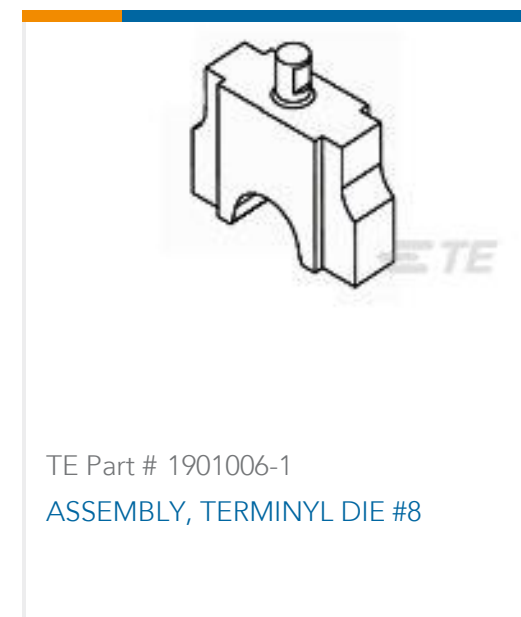 TE
TE Part # 1901006-1
ASSEMBLY, TERMINYL DIE #8